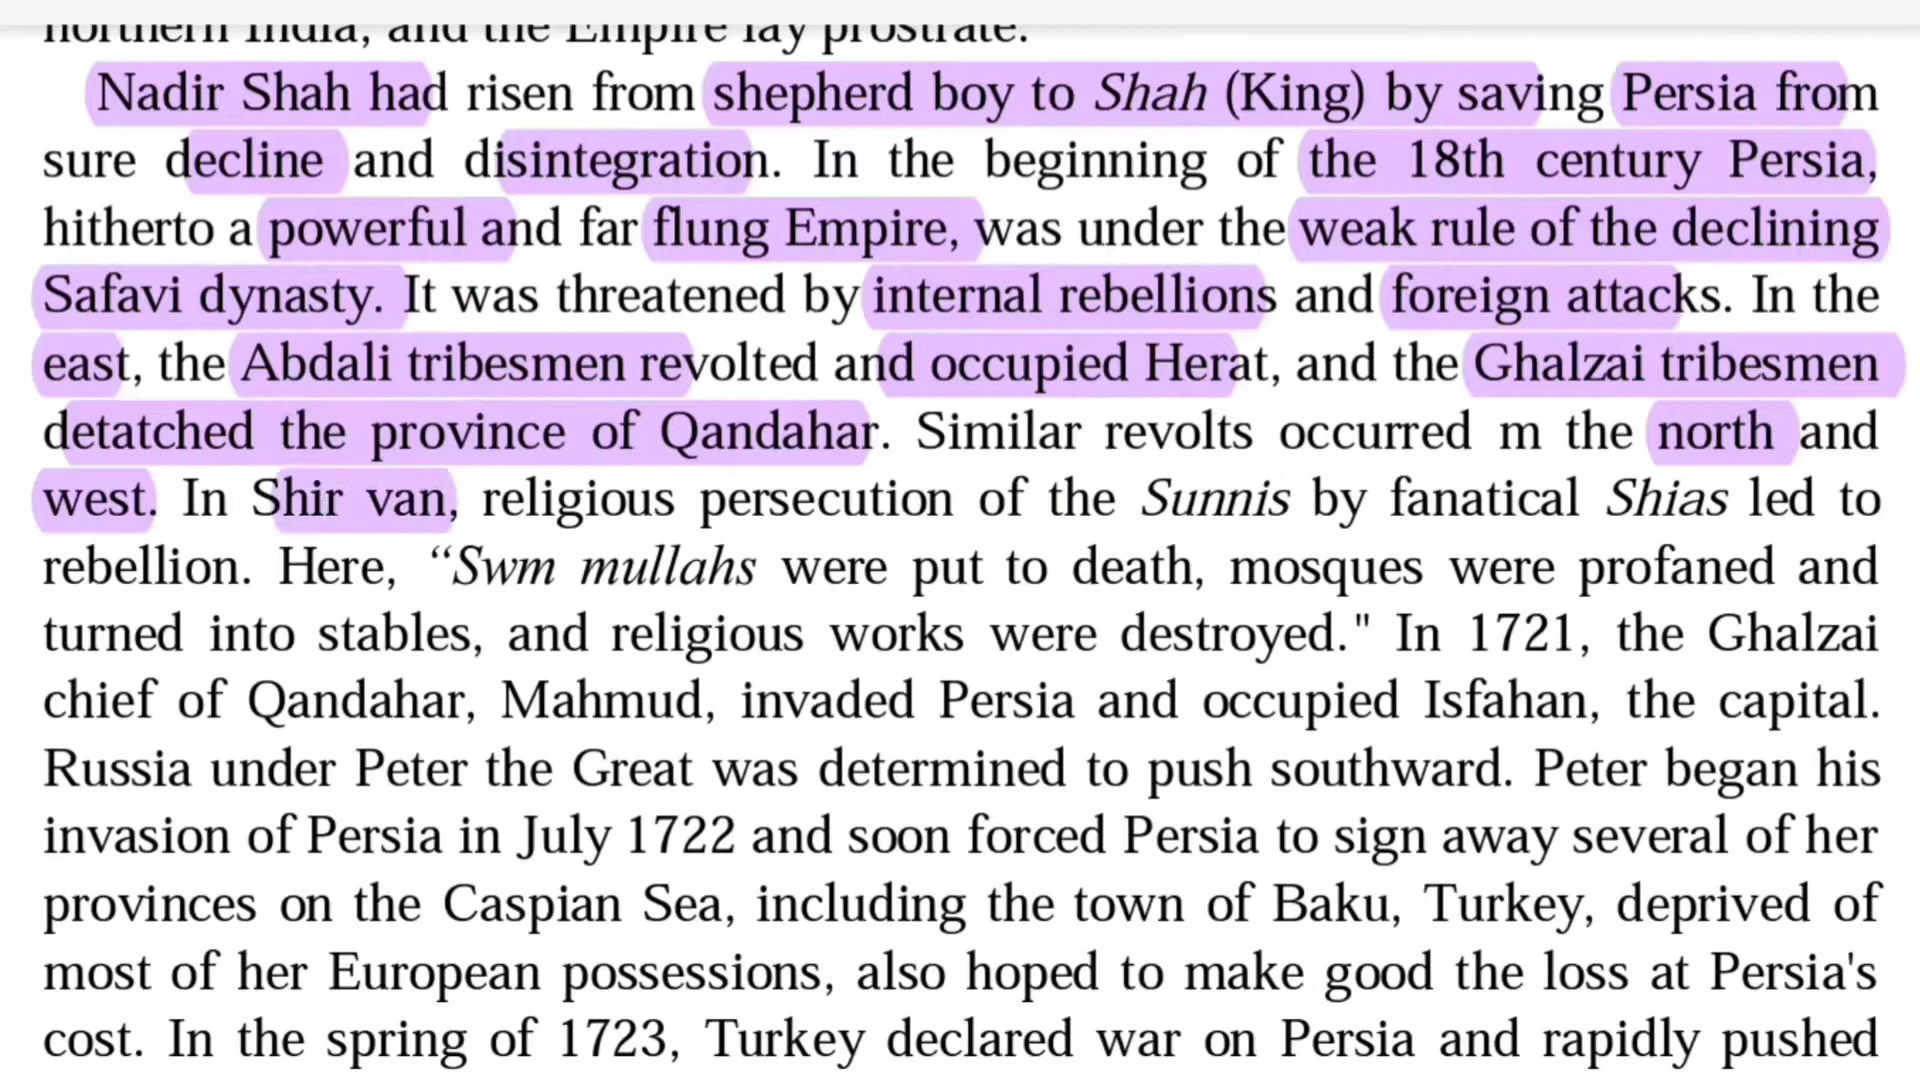 northern India, and the Empire lay prostrate.
Nadir Shah had risen from shepherd boy to Shah (King) by saving Persia from
sure decline and disintegration. In the beginning of the 18th century Persia,
hitherto a powerful and far flung Empire, was under the weak rule of the declining
Safavi dynasty. It was threatened by internal rebellions and foreign attacks. In the
east, the Abdali tribesmen revolted and occupied Herat, and the Ghalzai tribesmen
detatched the province of Qandahar. Similar revolts occurred m the north and
west. In Shir van, religious persecution of the Sunnis by fanatical Shias led to
rebellion. Here, “Swm mullahs were put to death, mosques were profaned and
turned into stables, and religious works were destroyed." In 1721, the Ghalzai
chief of Qandahar, Mahmud, invaded Persia and occupied Isfahan, the capital.
Russia under Peter the Great was determined to push southward. Peter began his
invasion of Persia in July 1722 and soon forced Persia to sign away several of her
provinces on the Caspian Sea, including the town of Baku, Turkey, deprived of
most of her European possessions, also hoped to make good the loss at Persia's
cost. In the spring of 1723, Turkey declared war on Persia and rapidly pushed